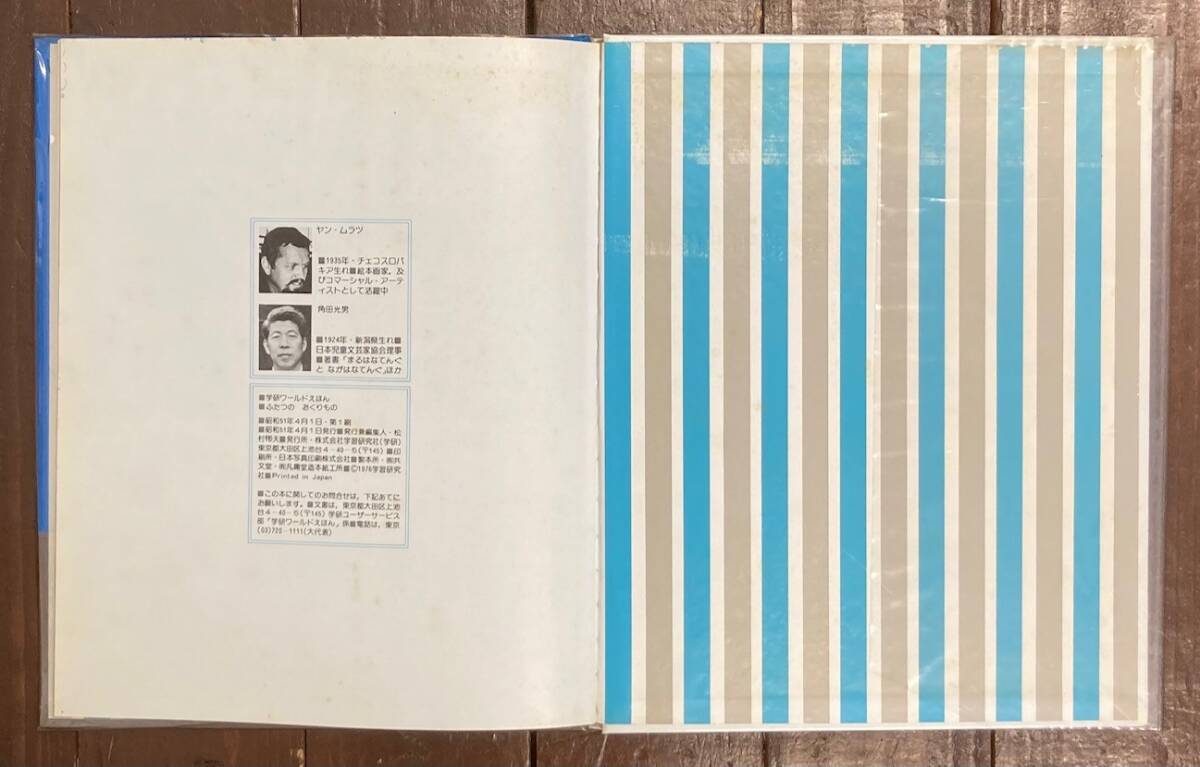 ヤン・ムラツ
■1935年・チェコスロバ
キア生れ■絵本画家。及
びコマーシャル・アーテ
ィストとして活躍中
角田光男
■1924年・新潟県生れ■
日本児童文芸家協会理事
■著書「まるはなてんぐ
と ながはなてんぐ」ほか
■学研ワールドえほん
■ふたつの おくりもの
■昭和51年4月1日・第1刷
■昭和51年4月1日発行■発行兼編集人・松
村悌夫■発行所・株式会社学習研究社(学研)
東京都大田区上池台4-40-5(〒145)■印
刷所・日本写真印刷株式会社■製本所・㈲共
文堂・㈲凡陽堂造本紙工所■©1976学習研究
社■Printed in Japan
■この本に関してのお問合せは, 下記あてに
お願いします。■文書は, 東京都大田区上池
台4-40-5(〒145) 学研ユーザーサービス
部「学研ワールドえほん」係■電話は, 東京
(03)720-1111(大代表)